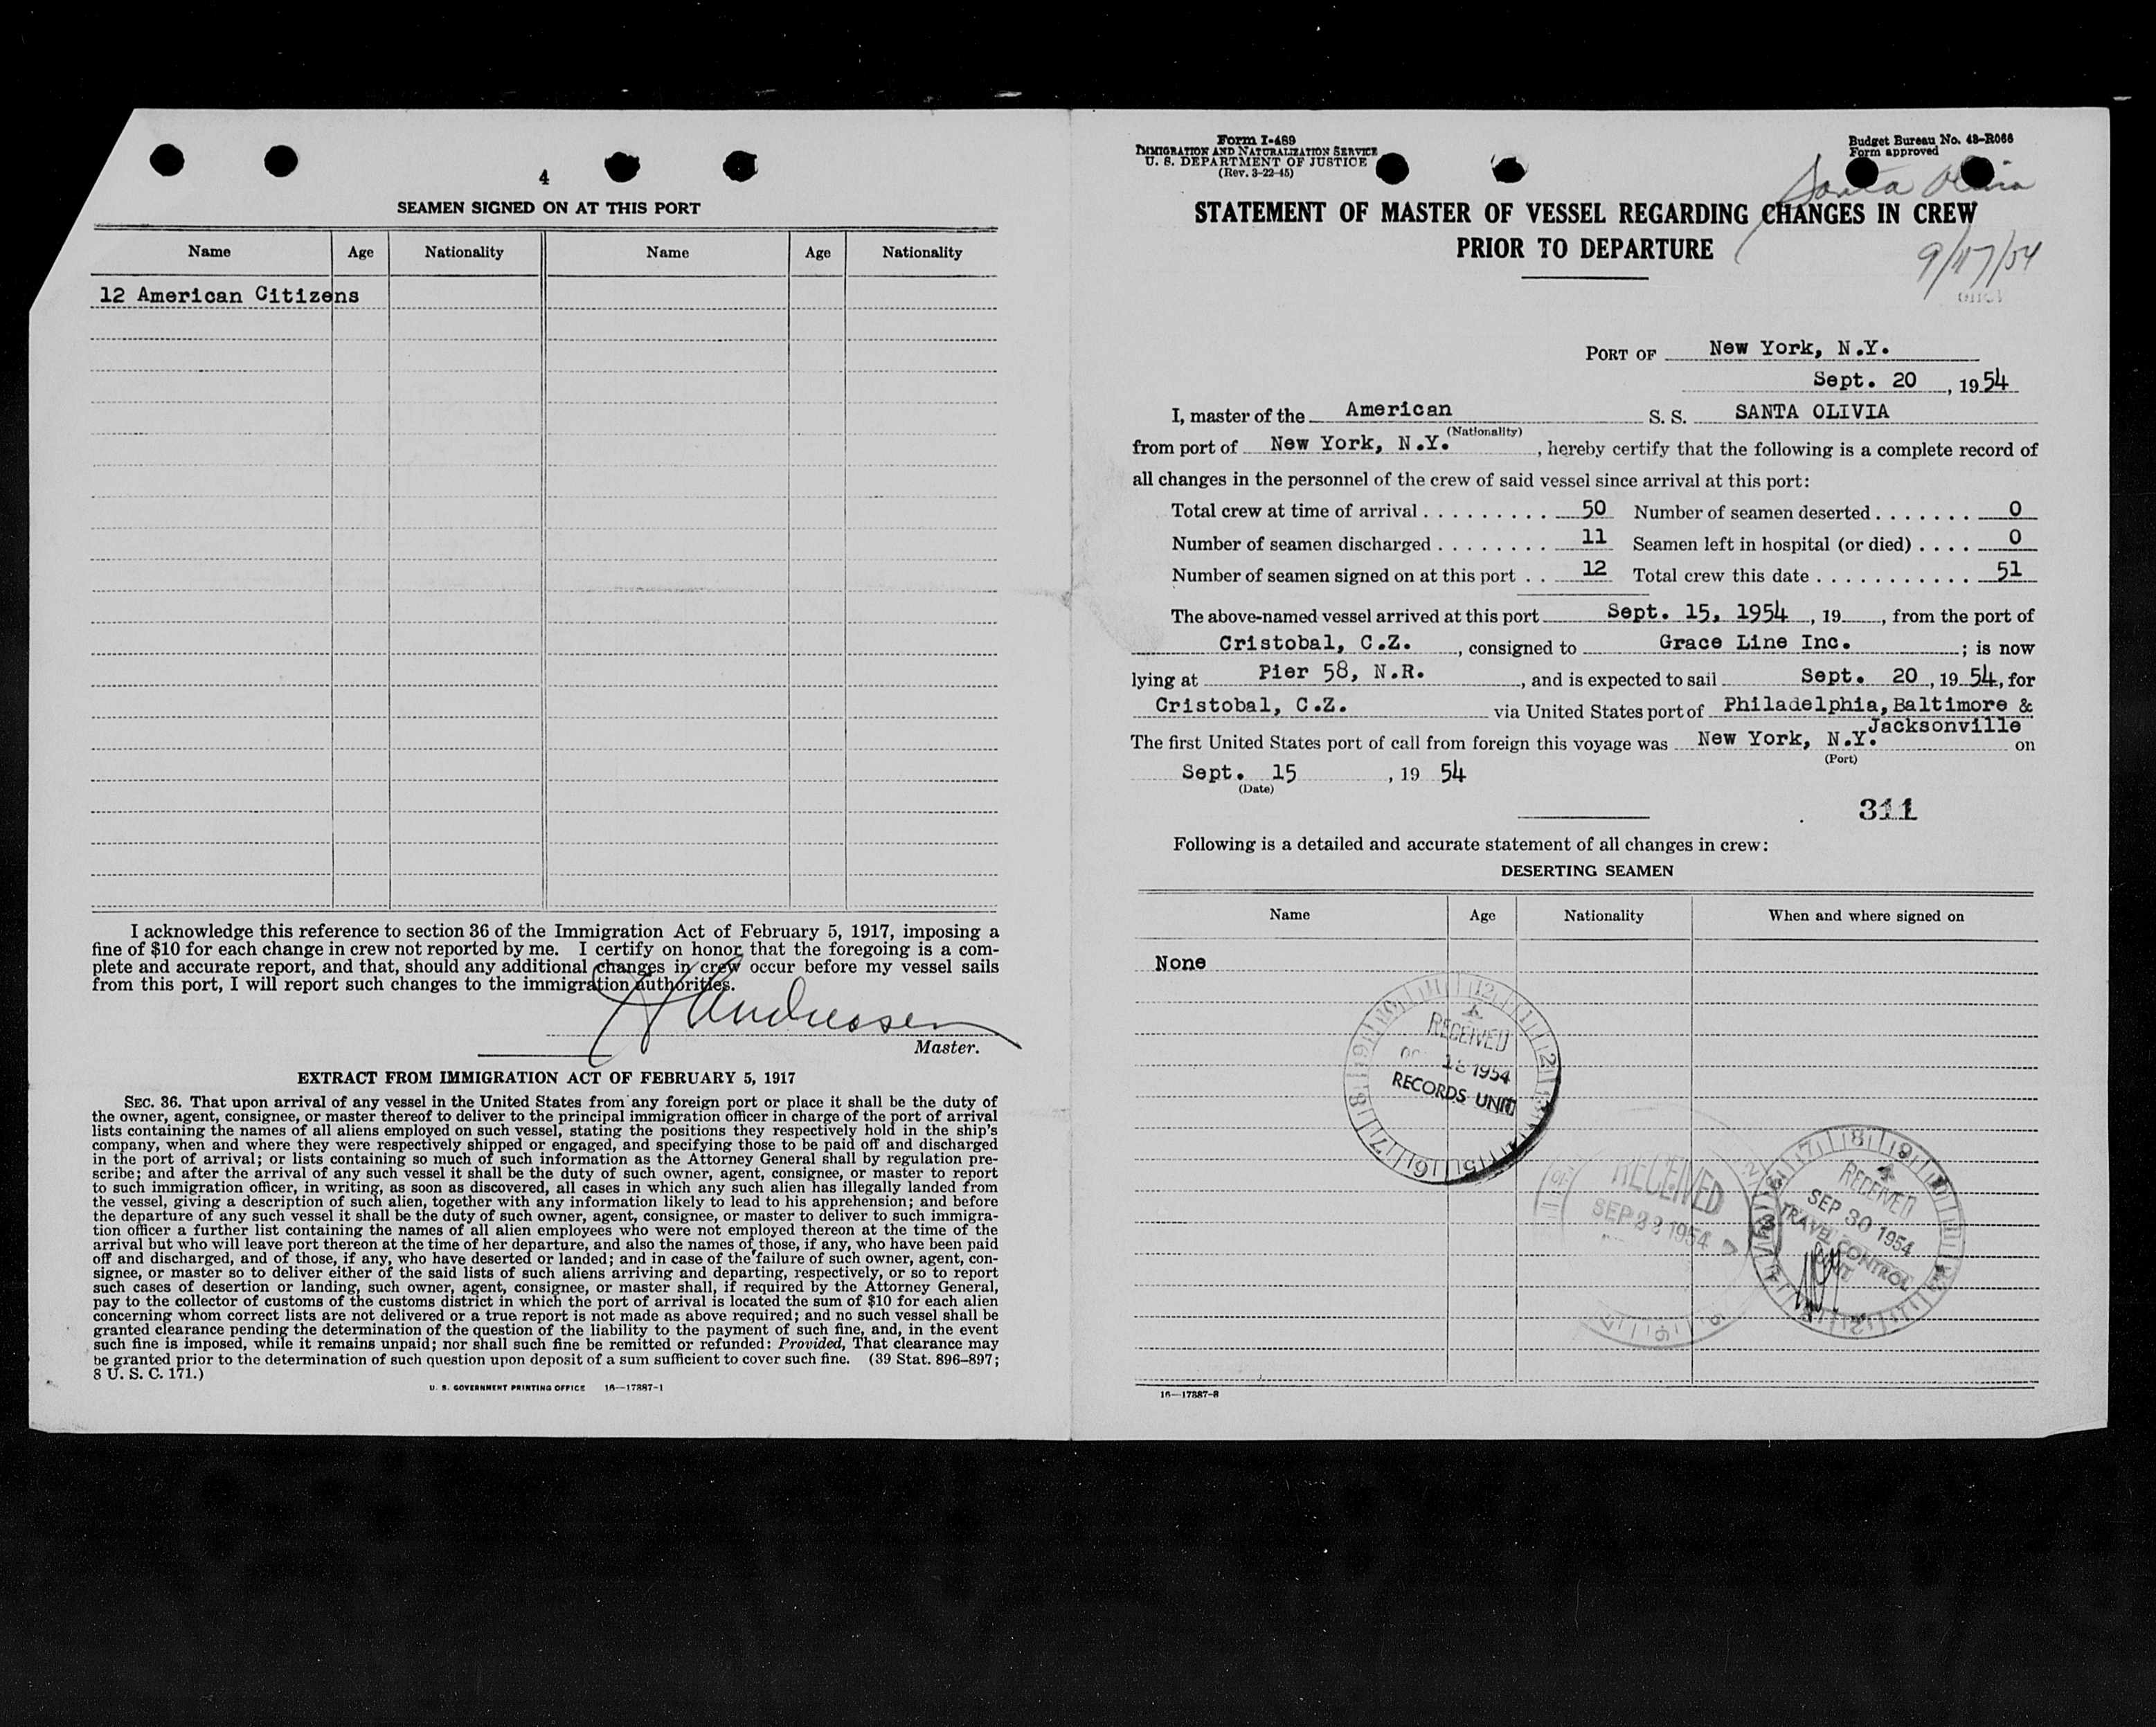 4
SEAMEN SIGNED ON AT THIS PORT
Name Age Nationality Name Age Nationality
12 American Citizens
I acknowledge this reference to section 36 of the Immigration Act of February 5, 1917, imposing a
fine of $10 for each change in crew not reported by me. I certify on honor that the foregoing is a com-
plete and accurate report, and that, should any additional changes in crew occur before my vessel sails
from this port, I will report such changes to the immigration authorities.
Andressen
Master.
EXTRACT FROM IMMIGRATION ACT OF FEBRUARY 5, 1917
SEC. 36. That upon arrival of any vessel in the United States from any foreign port or place it shall be the duty of
the owner, agent, consignee, or master thereof to deliver to the principal immigration officer in charge of the port of arrival
lists containing the names of all aliens employed on such vessel, stating the positions they respectively hold in the ship's
company, when and where they were respectively shipped or engaged, and specifying those to be paid off and discharged
in the port of arrival; or lists containing so much of such information as the Attorney General shall by regulation pre-
scribe; and after the arrival of any such vessel it shall be the duty of such owner, agent, consignee, or master to report
to such immigration officer, in writing, as soon as discovered, all cases in which any such alien has illegally landed from
the vessel, giving a description of such alien, together with any information likely to lead to his apprehension; and before
the departure of any such vessel it shall be the duty of such owner, agent, consignee, or master to deliver to such immigra-
tion officer a further list containing the names of all alien employees who were not employed thereon at the time of the
arrival but who will leave port thereon at the time of her departure, and also the names of those, if any, who have been paid
off and discharged, and of those, if any, who have deserted or landed; and in case of the failure of such owner, agent, con-
signee, or master so to deliver either of the said lists of such aliens arriving and departing, respectively, or so to report
such cases of desertion or landing, such owner, agent, consignee, or master shall, if required by the Attorney General,
pay to the collector of customs of the customs district in which the port of arrival is located the sum of $10 for each alien
concerning whom correct lists are not delivered or a true report is not made as above required; and no such vessel shall be
granted clearance pending the determination of the question of the liability to the payment of such fine, and, in the event
such fine is imposed, while it remains unpaid; nor shall such fine be remitted or refunded: Provided, That clearance may
be granted prior to the determination of such question upon deposit of a sum sufficient to cover such fine. (39 Stat. 896-897;
8 U. S. C. 171.)
U. S. GOVERNMENT PRINTING OFFICE 16—17887-1
Form I-489
IMMIGRATION AND NATURALIZATION SERVICE
U. S. DEPARTMENT OF JUSTICE
(Rev. 3-22-45)
Budget Bureau No. 43-R066
Form approved
Santa Olivia
STATEMENT OF MASTER OF VESSEL REGARDING CHANGES IN CREW
PRIOR TO DEPARTURE
9/17/54
PORT OF New York, N.Y.
Sept. 20, 1954
I, master of the American S. S. SANTA OLIVIA
(Nationality)
from port of New York, N.Y., hereby certify that the following is a complete record of
all changes in the personnel of the crew of said vessel since arrival at this port:
Total crew at time of arrival . . . . . . . . . . 50 Number of seamen deserted . . . . . . . 0
Number of seamen discharged . . . . . . . . 11 Seamen left in hospital (or died) . . . . 0
Number of seamen signed on at this port . . 12 Total crew this date . . . . . . . . . . . 51
The above-named vessel arrived at this port Sept. 15, 1954, 19, from the port of
Cristobal, C.Z., consigned to Grace Line Inc.; is now
lying at Pier 58, N.R., and is expected to sail Sept. 20, 19 54, for
Cristobal, C.Z. via United States port of Philadelphia, Baltimore &
Jacksonville
The first United States port of call from foreign this voyage was New York, N.Y. on
(Port)
Sept. 15, 19 54
(Date)
311
Following is a detailed and accurate statement of all changes in crew:
DESERTING SEAMEN
Name Age Nationality When and where signed on
None
RECEIVED
1954
RECORDS UNIT
RECEIVED
SEP 22 1954
RECEIVED
SEP 30 1954
TRAVEL CONTROL
UNIT
16—17887-8